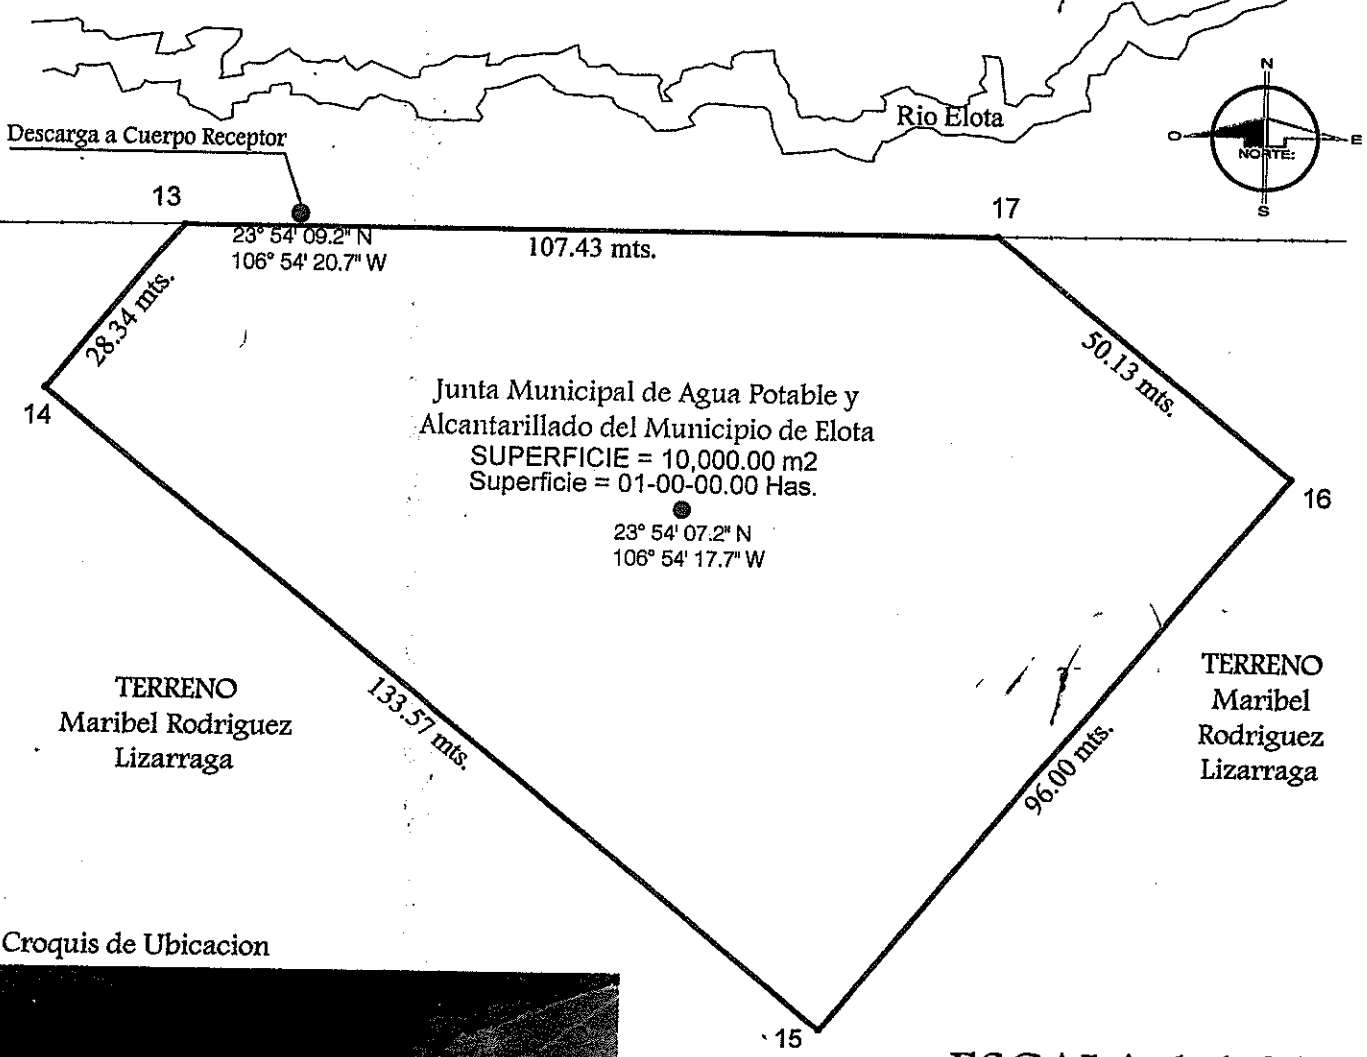 Rio Elota
N
O
E
NORTE:
S
Descarga a Cuerpo Receptor
13
17
23° 54' 09.2" N
106° 54' 20.7" W
107.43 mts.
28.34 mts.
50.13 mts.
14
Junta Municipal de Agua Potable y
Alcantarillado del Municipio de Elota
SUPERFICIE = 10,000.00 m2
Superficie = 01-00-00.00 Has.
16
23° 54' 07.2" N
106° 54' 17.7" W
TERRENO
Maribel Rodriguez
Lizarraga
133.57 mts.
TERRENO
Maribel
Rodriguez
Lizarraga
96.00 mts.
Croquis de Ubicacion
15